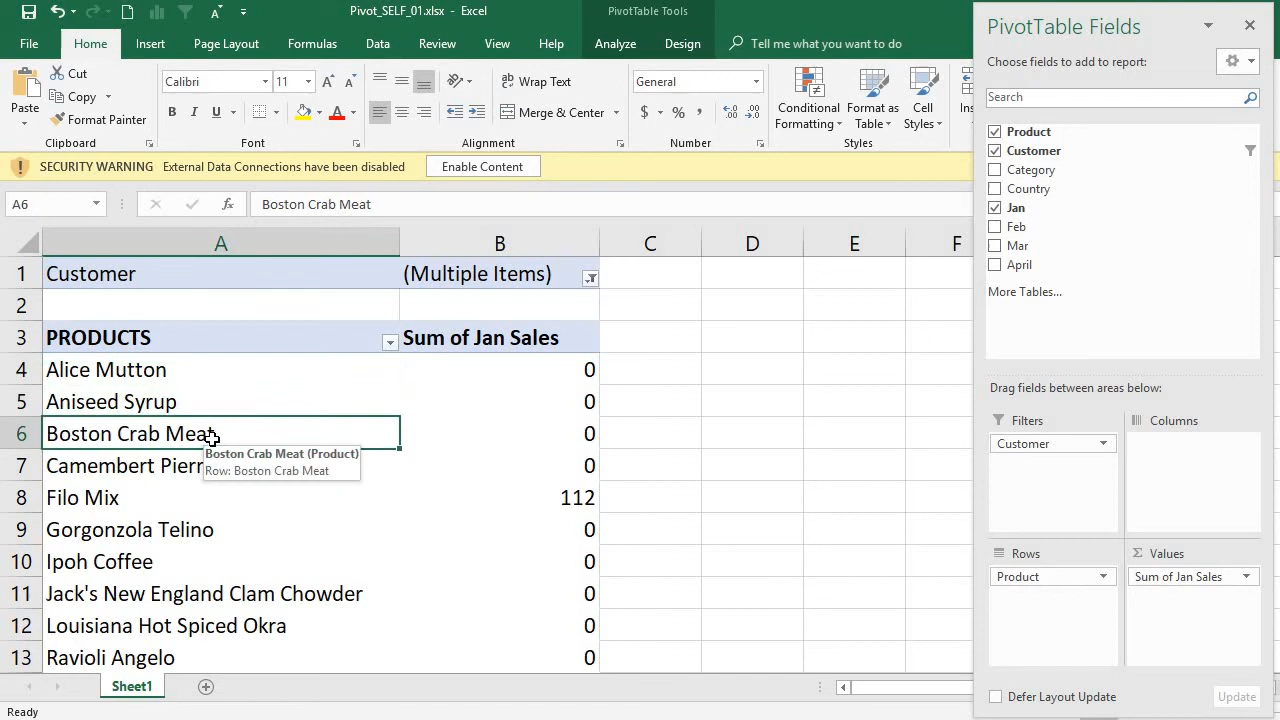 Pivot_SELF_01.xlsx - Excel
PivotTable Tools
File Home Insert Page Layout Formulas Data Review View Help Analyze Design Tell me what you want to do
Paste
Cut
Copy
Format Painter
Clipboard
Calibri 11
A A
B I U A
Font
Wrap Text
Merge & Center
Alignment
General
$ % ,
Number
Conditional Formatting
Format as Table
Cell Styles
Styles
Ins
SECURITY WARNING External Data Connections have been disabled Enable Content
A6 fx Boston Crab Meat
A B C D E F
1 Customer (Multiple Items)
2
3 PRODUCTS Sum of Jan Sales
4 Alice Mutton 0
5 Aniseed Syrup 0
6 Boston Crab Meat 0
7 Camembert Pierr 0
8 Filo Mix 112
9 Gorgonzola Telino 0
10 Ipoh Coffee 0
11 Jack's New England Clam Chowder 0
12 Louisiana Hot Spiced Okra 0
13 Ravioli Angelo 0
Boston Crab Meat (Product)
Row: Boston Crab Meat
Sheet1
Ready
PivotTable Fields
Choose fields to add to report:
Search
Product
Customer
Category
Country
Jan
Feb
Mar
April
More Tables...
Drag fields between areas below:
Filters
Customer
Columns
Rows
Product
Σ Values
Sum of Jan Sales
Defer Layout Update
Update